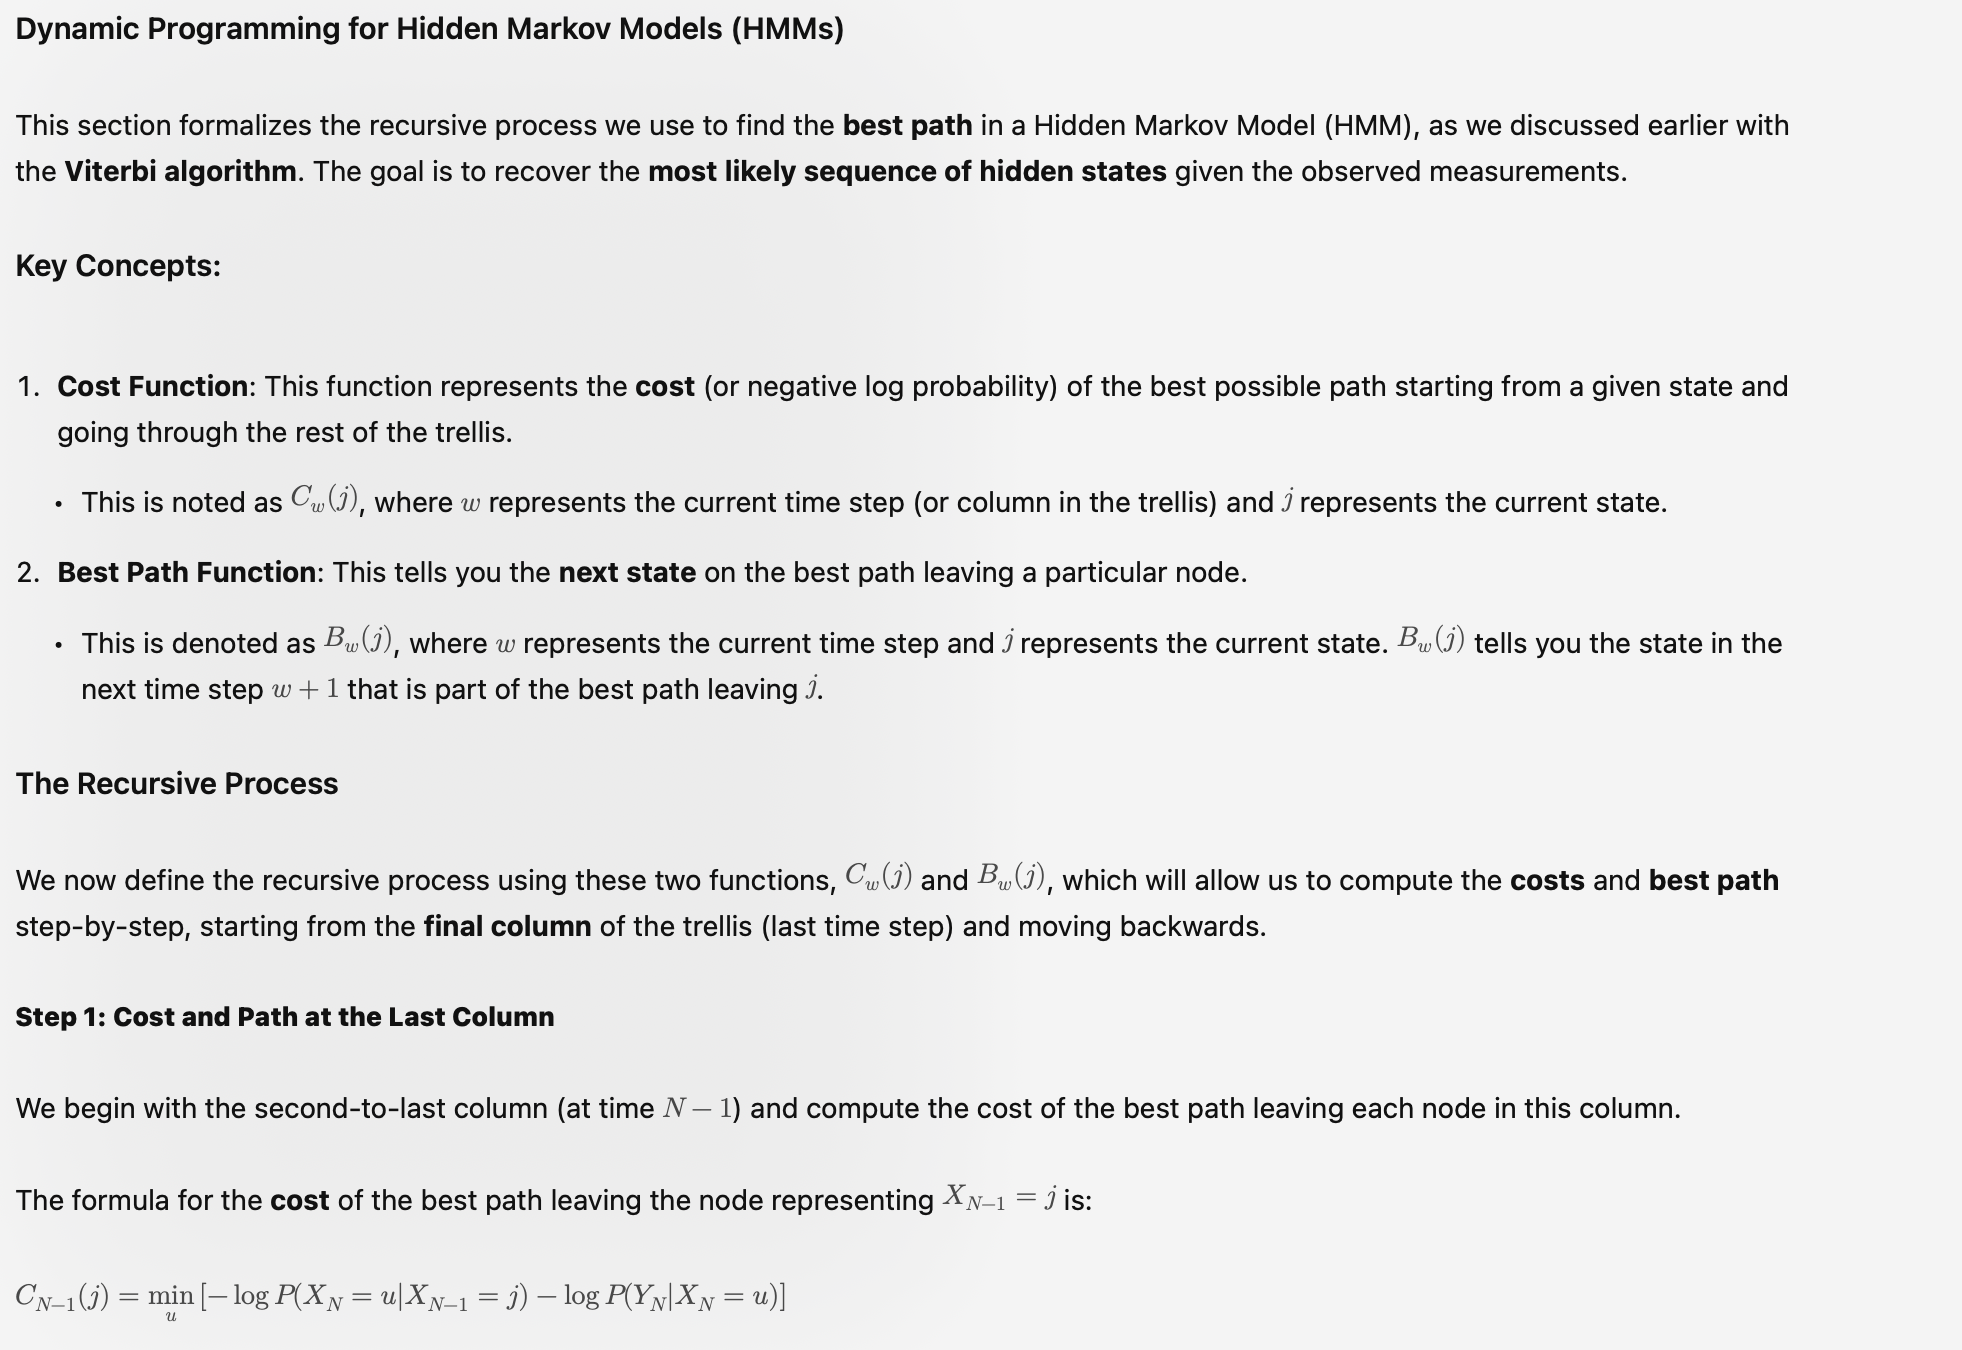 Dynamic Programming for Hidden Markov Models (HMMs)
This section formalizes the recursive process we use to find the best path in a Hidden Markov Model (HMM), as we discussed earlier with
the Viterbi algorithm. The goal is to recover the most likely sequence of hidden states given the observed measurements.
Key Concepts:
1. Cost Function: This function represents the cost (or negative log probability) of the best possible path starting from a given state and
going through the rest of the trellis.
• This is noted as C_w(j), where w represents the current time step (or column in the trellis) and j represents the current state.
2. Best Path Function: This tells you the next state on the best path leaving a particular node.
• This is denoted as B_w(j), where w represents the current time step and j represents the current state. B_w(j) tells you the state in the
next time step w + 1 that is part of the best path leaving j.
The Recursive Process
We now define the recursive process using these two functions, C_w(j) and B_w(j), which will allow us to compute the costs and best path
step-by-step, starting from the final column of the trellis (last time step) and moving backwards.
Step 1: Cost and Path at the Last Column
We begin with the second-to-last column (at time N − 1) and compute the cost of the best path leaving each node in this column.
The formula for the cost of the best path leaving the node representing X_{N−1} = j is:
C_{N−1}(j) = min_u [− log P(X_N = u|X_{N−1} = j) − log P(Y_N|X_N = u)]